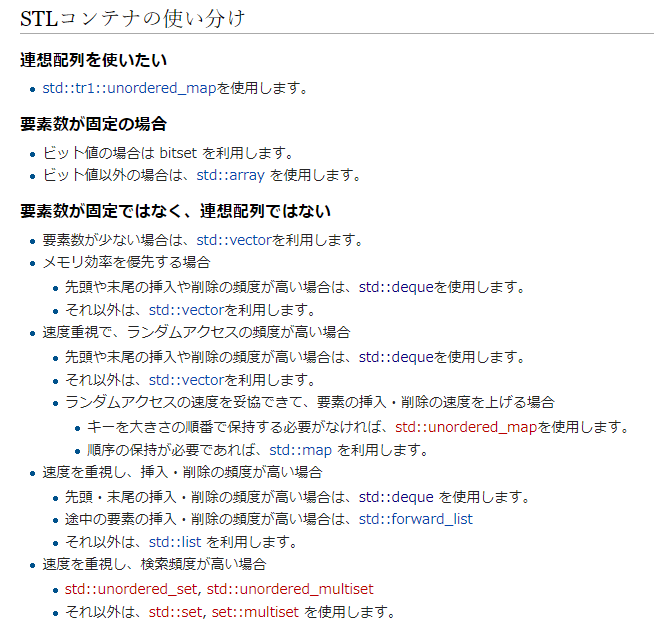 STLコンテナの使い分け
連想配列を使いたい
std::tr1::unordered_mapを使用します。
要素数が固定の場合
ビット値の場合は bitset を利用します。
ビット値以外の場合は、std::array を使用します。
要素数が固定ではなく、連想配列ではない
要素数が少ない場合は、std::vectorを利用します。
メモリ効率を優先する場合
先頭や末尾の挿入や削除の頻度が高い場合は、std::dequeを使用します。
それ以外は、std::vectorを利用します。
速度重視で、ランダムアクセスの頻度が高い場合
先頭や末尾の挿入や削除の頻度が高い場合は、std::dequeを使用します。
それ以外は、std::vectorを利用します。
ランダムアクセスの速度を妥協できて、要素の挿入・削除の速度を上げる場合
キーを大きさの順番で保持する必要がなければ、std::unordered_mapを使用します。
順序の保持が必要であれば、std::map を利用します。
速度を重視し、挿入・削除の頻度が高い場合
先頭・末尾の挿入・削除の頻度が高い場合は、std::deque を使用します。
途中の要素の挿入・削除の頻度が高い場合は、std::forward_list
それ以外は、std::list を利用します。
速度を重視し、検索頻度が高い場合
std::unordered_set, std::unordered_multiset
それ以外は、std::set, set::multiset を使用します。